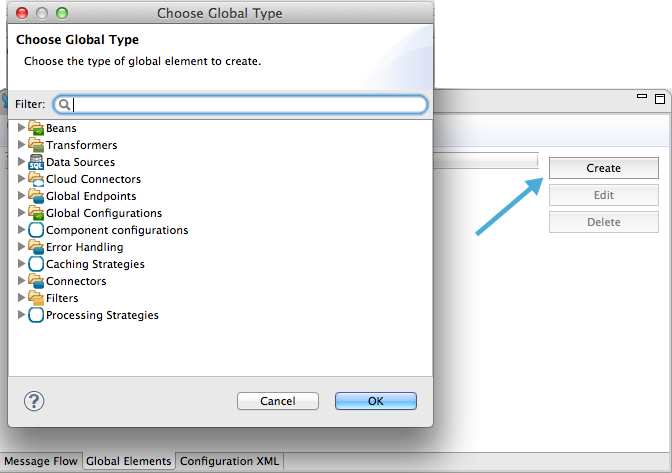 Choose Global Type
Choose Global Type
Choose the type of global element to create.
Filter:
Beans
Transformers
SQL
Data Sources
Cloud Connectors
Global Endpoints
Global Configurations
Component configurations
Error Handling
Caching Strategies
Connectors
Filters
Processing Strategies
?
Cancel
OK
Create
Edit
Delete
Message Flow
Global Elements
Configuration XML